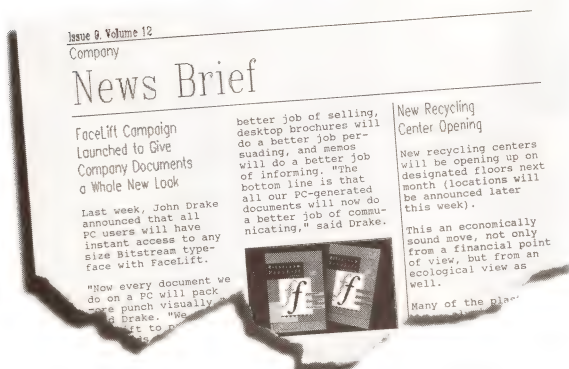 Issue 9, Volume 12
Company
News Brief
FaceLift Campaign
Launched to Give
Company Documents
a Whole New Look
Last week, John Drake
announced that all
PC users will have
instant access to any
size Bitstream type-
face with FaceLift.
"Now every document we
do on a PC will pack
more punch visually,"
Drake. "We
better job of selling,
desktop brochures will
do a better job per-
suading, and memos
will do a better job
of informing. "The
bottom line is that
all our PC-generated
documents will now do
a better job of commu-
nicating," said Drake.
BITSTREAM
FACELIFT
f
BITSTREAM
FACELIFT
f
New Recycling
Center Opening
New recycling centers
will be opening up on
designated floors next
month (locations will
be announced later
this week).
This an economically
sound move, not only
from a financial point
of view, but from an
ecological view as
well.
Many of the